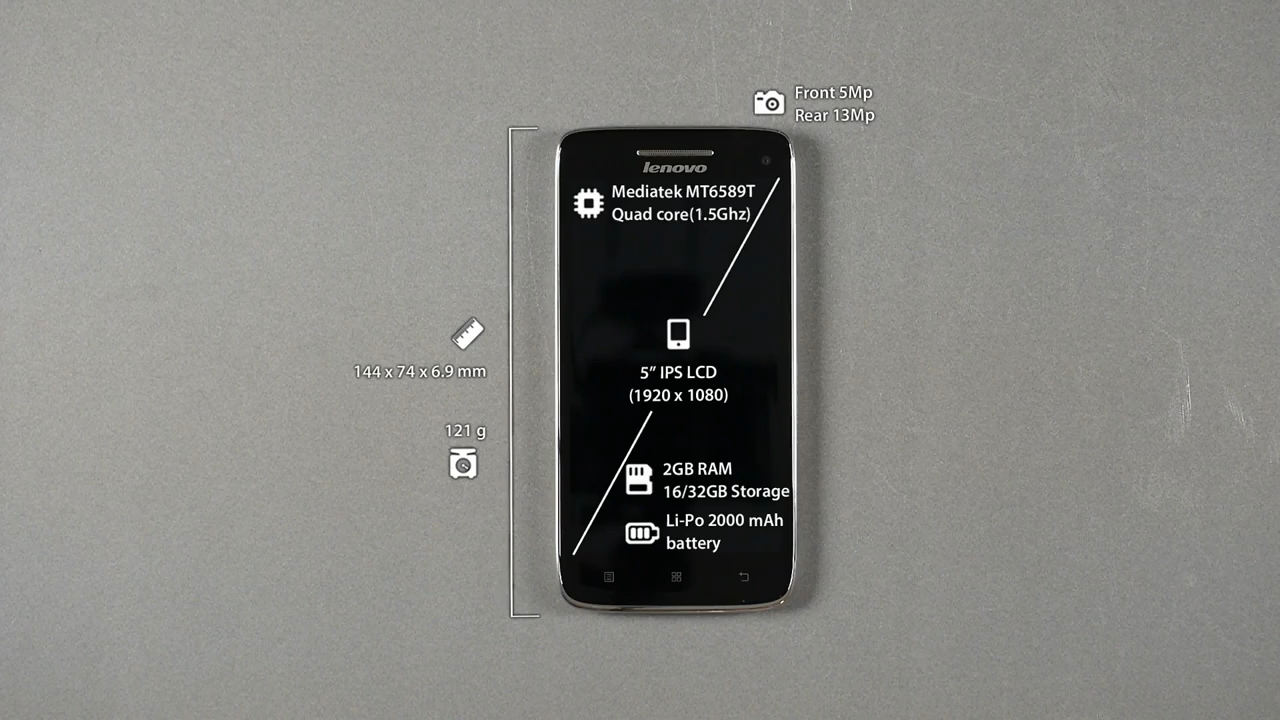 Front 5Mp
Rear 13Mp
lenovo
Mediatek MT6589T
Quad core(1.5Ghz)
5” IPS LCD
(1920 x 1080)
144 x 74 x 6.9 mm
121 g
2GB RAM
16/32GB Storage
Li-Po 2000 mAh
battery